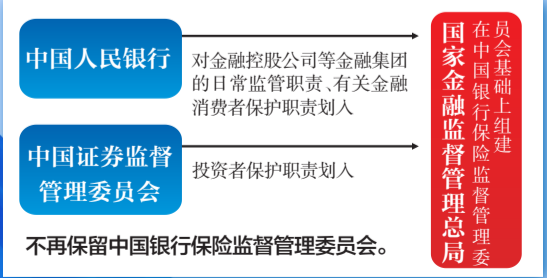 中国人民银行
对金融控股公司等金融集团
的日常监管职责、有关金融
消费者保护职责划入
中国证券监督
管理委员会
投资者保护职责划入
在中国银行保险监督管理委
员会基础上组建
国家金融监督管理总局
不再保留中国银行保险监督管理委员会。